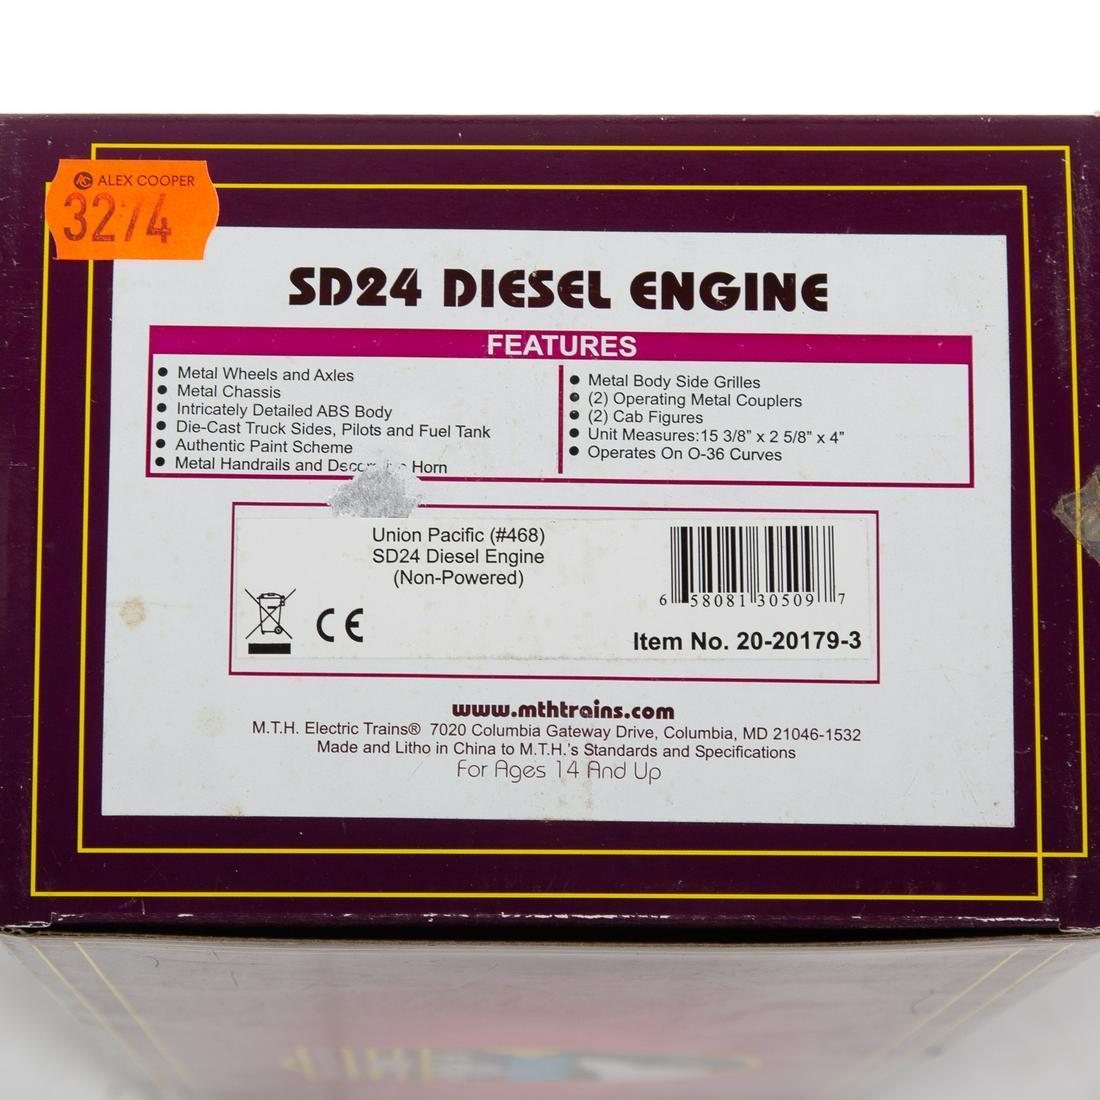 ALEX COOPER
3274
SD24 DIESEL ENGINE
FEATURES
● Metal Wheels and Axles
● Metal Chassis
● Intricately Detailed ABS Body
● Die-Cast Truck Sides, Pilots and Fuel Tank
● Authentic Paint Scheme
● Metal Handrails and Horn
● Metal Body Side Grilles
● (2) Operating Metal Couplers
● (2) Cab Figures
● Unit Measures:15 3/8" x 2 5/8" x 4"
● Operates On O-36 Curves
Union Pacific (#468)
SD24 Diesel Engine
(Non-Powered)
CE
6 58081 30509 7
Item No. 20-20179-3
www.mthtrains.com
M.T.H. Electric Trains® 7020 Columbia Gateway Drive, Columbia, MD 21046-1532
Made and Litho in China to M.T.H.'s Standards and Specifications
For Ages 14 And Up